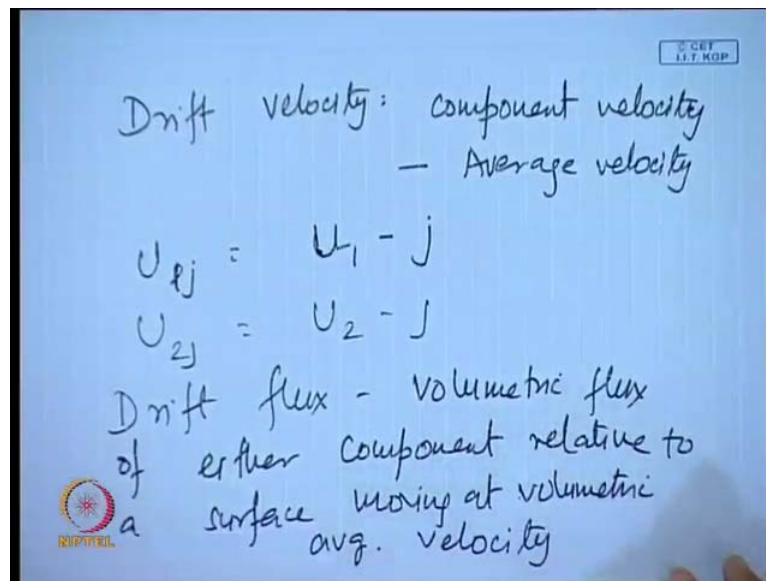 © CET
I.I.T. KGP
Drift velocity: component velocity
— Average velocity
U₁j = U₁ - j
U₂j = U₂ - j
Drift flux - volumetric flux
of either component relative to
a surface moving at volumetric
avg. velocity
NPTEL